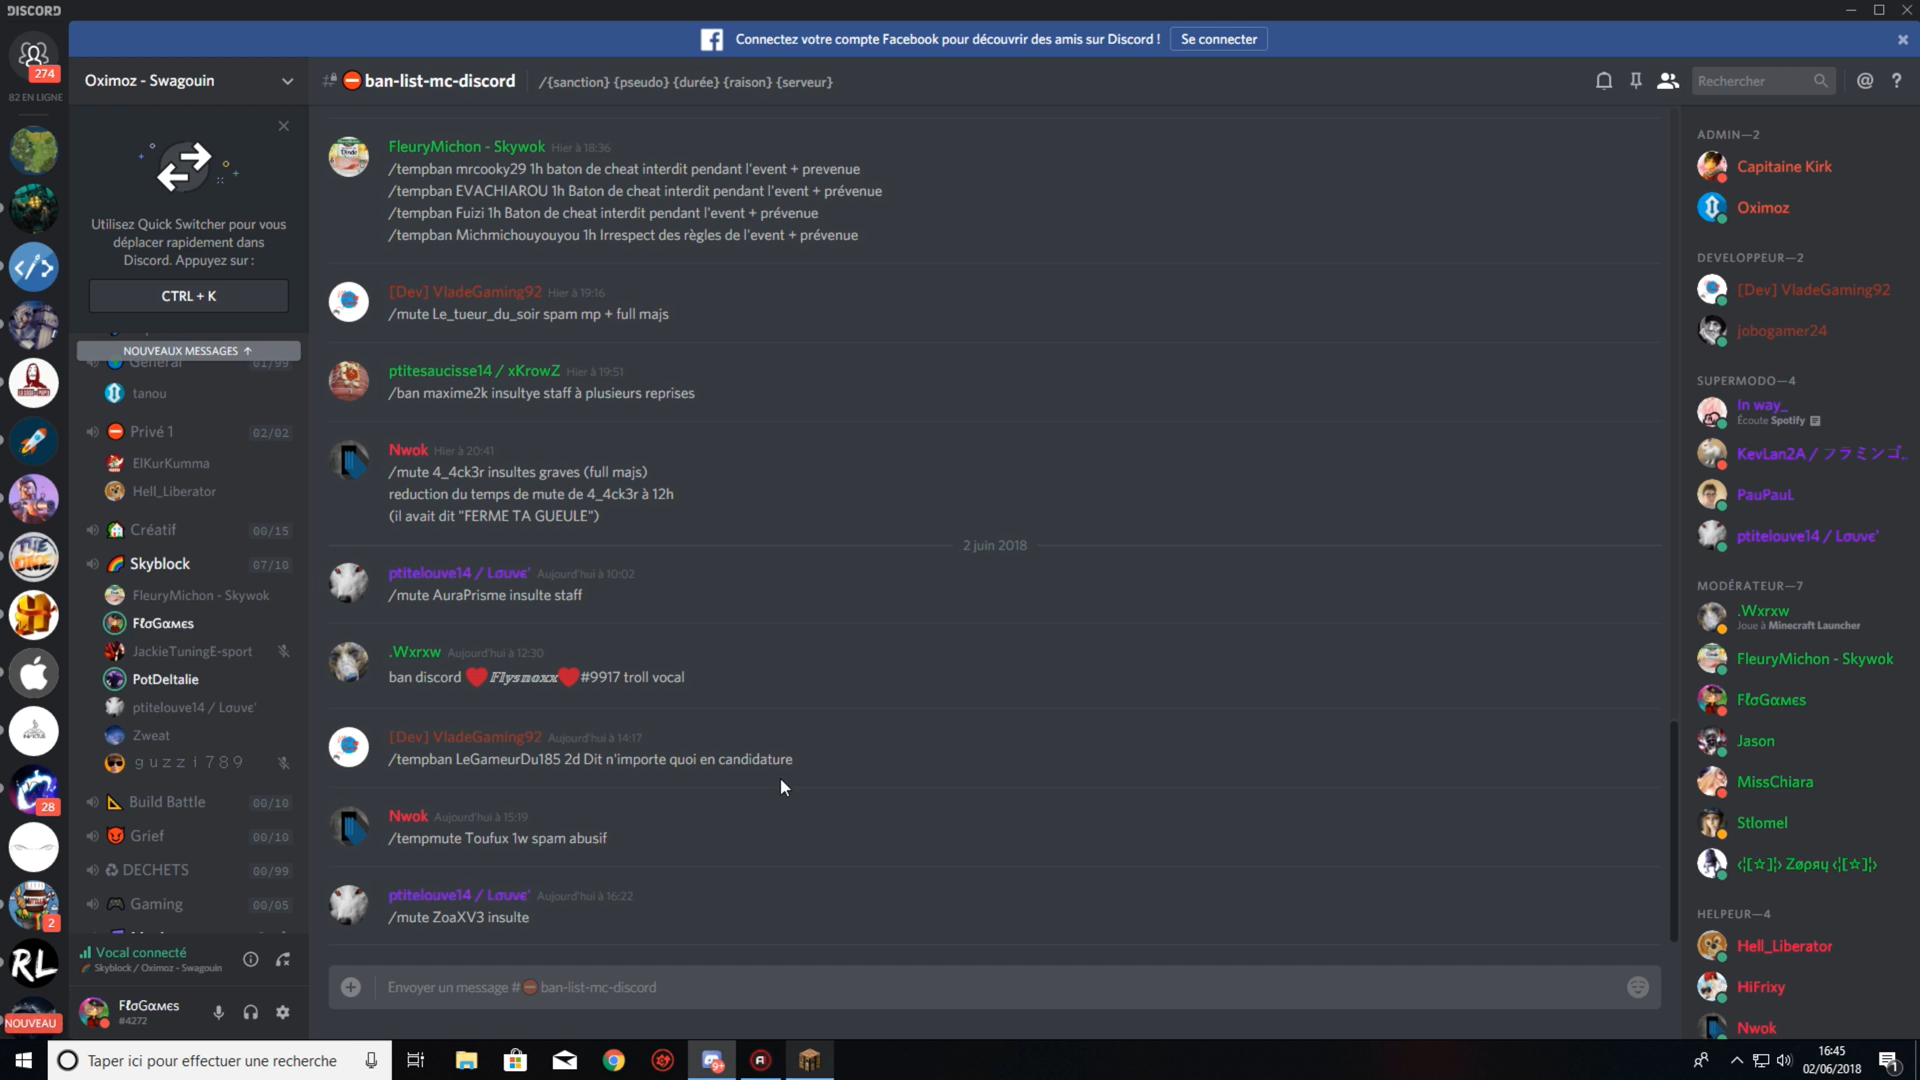 DISCORD
Connectez votre compte Facebook pour découvrir des amis sur Discord !
Se connecter
274
82 EN LIGNE
28
2
RL
NOUVEAU
Oximoz - Swagouin
Utilisez Quick Switcher pour vous
déplacer rapidement dans
Discord. Appuyez sur :
CTRL + K
NOUVEAUX MESSAGES ↑
General 01/99
tanou
Privé 1 02/02
ElKurKumma
Hell_Liberator
Créatif 00/15
Skyblock 07/10
FleuryMichon - Skywok
FℓσGαмєs
JackieTuningE-sport
PotDeItalie
ptitelouve14 / Lσυvє'
Zweat
g u z z i 7 8 9
Build Battle 00/10
Grief 00/10
DECHETS 00/99
Gaming 00/05
Vocal connecté
Skyblock / Oximoz - Swagouin
FℓσGαмєs
#4272
ban-list-mc-discord
/{sanction} {pseudo} {durée} {raison} {serveur}
Rechercher
FleuryMichon - Skywok Hier à 18:36
/tempban mrcooky29 1h baton de cheat interdit pendant l'event + prevenue
/tempban EVACHIAROU 1h Baton de cheat interdit pendant l'event + prévenue
/tempban Fuizi 1h Baton de cheat interdit pendant l'event + prévenue
/tempban Michmichouyouyou 1h Irrespect des règles de l'event + prévenue
[Dev] VladeGaming92 Hier à 19:16
/mute Le_tueur_du_soir spam mp + full majs
ptitesaucisse14 / xKrowZ Hier à 19:51
/ban maxime2k insultye staff à plusieurs reprises
Nwok Hier à 20:41
/mute 4_4ck3r insultes graves (full majs)
reduction du temps de mute de 4_4ck3r à 12h
(il avait dit "FERME TA GUEULE")
2 juin 2018
ptitelouve14 / Lσυvє' Aujourd'hui à 10:02
/mute AuraPrisme insulte staff
.Wxrxw Aujourd'hui à 12:30
ban discord ❤️𝑭𝒍𝒚𝒔𝒏𝒐𝒙𝒙❤️#9917 troll vocal
[Dev] VladeGaming92 Aujourd'hui à 14:17
/tempban LeGameurDu185 2d Dit n'importe quoi en candidature
Nwok Aujourd'hui à 15:19
/tempmute Toufux 1w spam abusif
ptitelouve14 / Lσυvє' Aujourd'hui à 16:22
/mute ZoaXV3 insulte
Envoyer un message #⛔ban-list-mc-discord
ADMIN—2
Capitaine Kirk
Oximoz
DEVELOPPEUR—2
[Dev] VladeGaming92
jobogamer24
SUPERMODO—4
In way_
Écoute Spotify
KevLan2A / フラミンゴ..
PauPauL
ptitelouve14 / Lσυvє'
MODÉRATEUR—7
.Wxrxw
Joue à Minecraft Launcher
FleuryMichon - Skywok
FℓσGαмєs
Jason
MissChiara
Stlomel
‹¦[☆]¦› Zøpяų ‹¦[☆]¦›
HELPEUR—4
Hell_Liberator
HiFrixy
Nwok
Taper ici pour effectuer une recherche
9+
16:45
02/06/2018
1